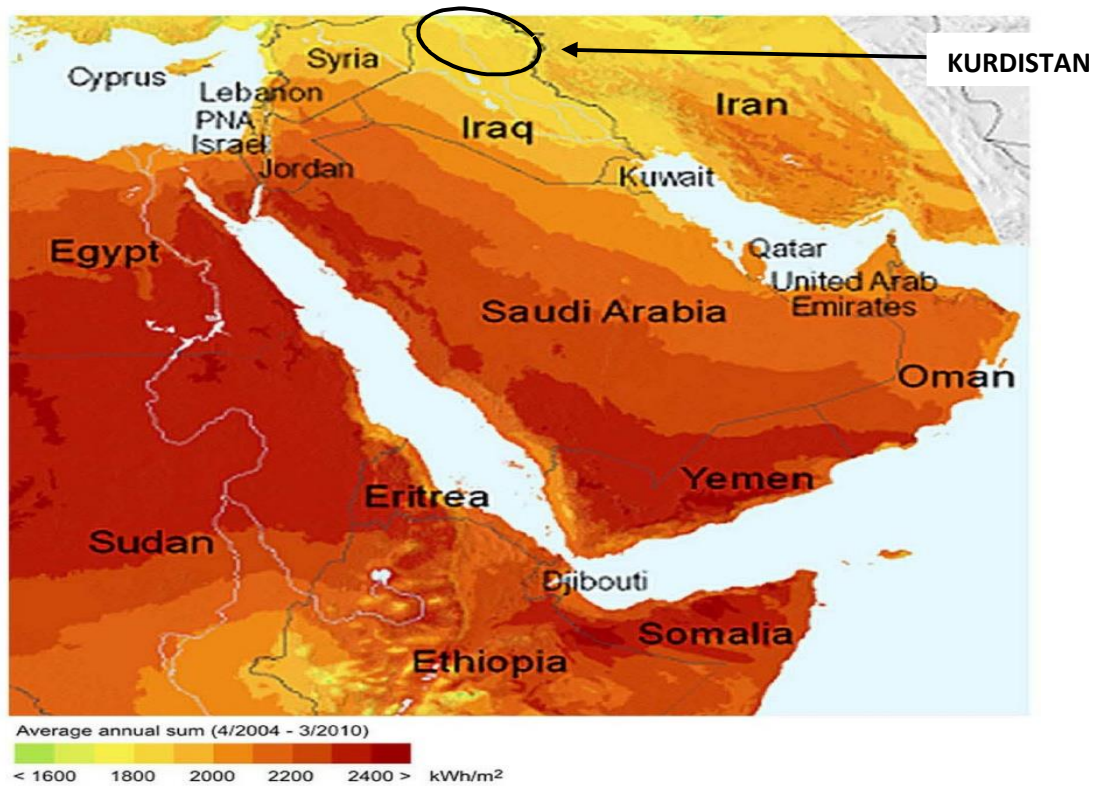 KURDISTAN
Syria
Cyprus
Iran
Lebanon
PNA
Israel
Iraq
Jordan
Kuwait
Egypt
Qatar
United Arab
Emirates
Saudi Arabia
Oman
Yemen
Eritrea
Sudan
Djibouti
Somalia
Ethiopia
Average annual sum (4/2004 - 3/2010)
< 1600 1800 2000 2200 2400 > kWh/m²